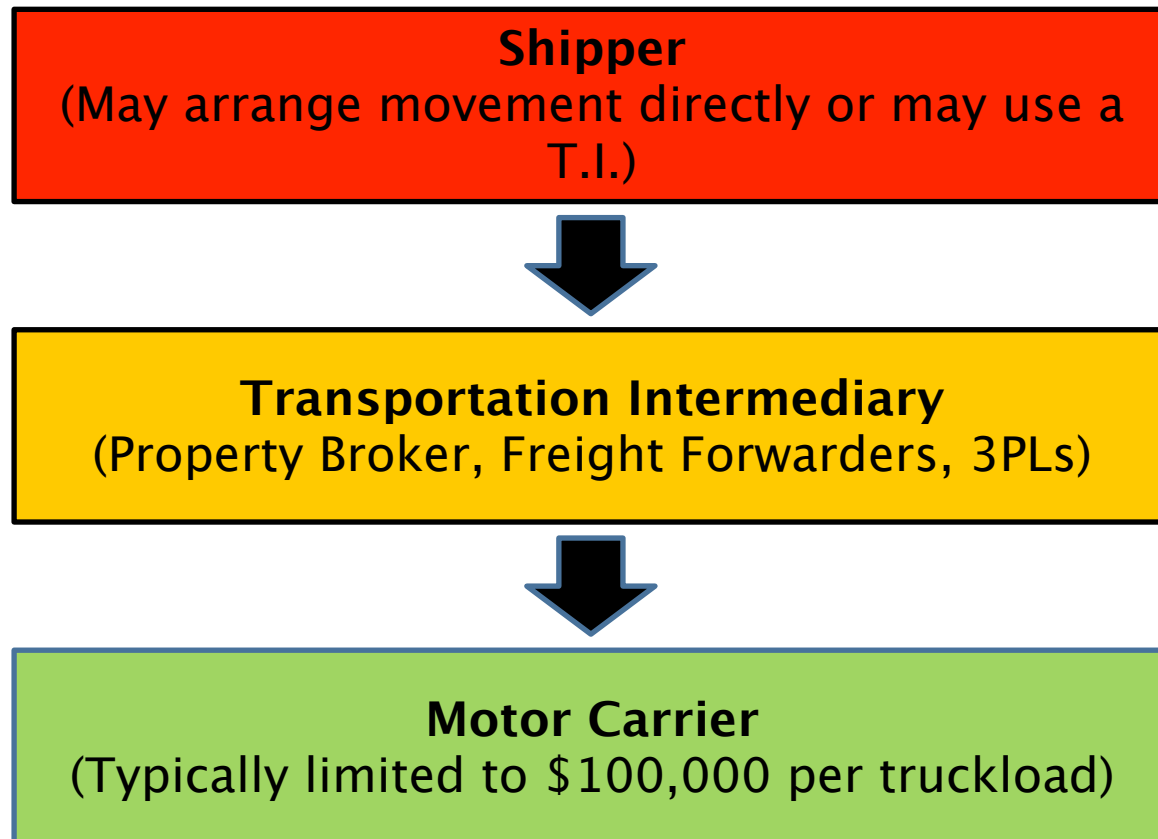 Shipper
(May arrange movement directly or may use a
T.I.)
Transportation Intermediary
(Property Broker, Freight Forwarders, 3PLs)
Motor Carrier
(Typically limited to $100,000 per truckload)